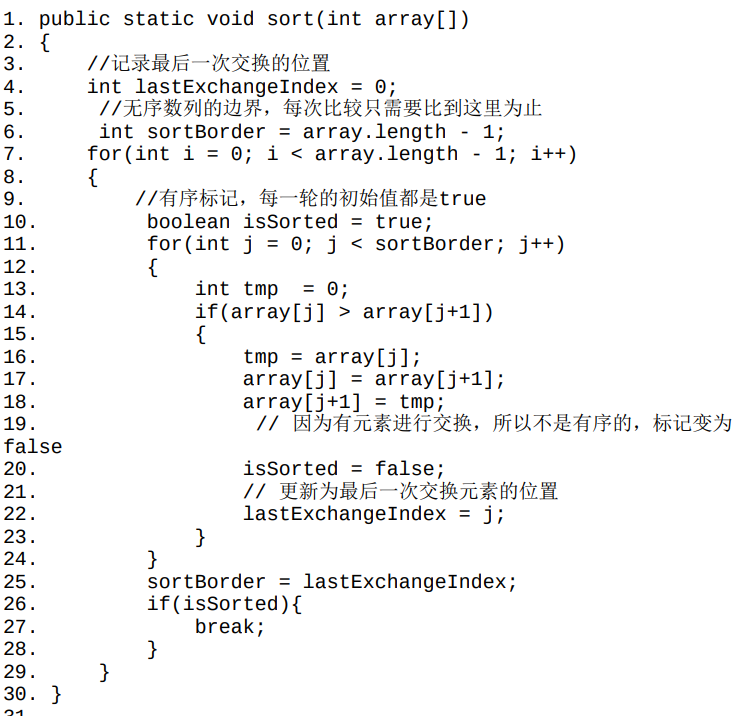 1. public static void sort(int array[])
2. {
3.     //记录最后一次交换的位置
4.     int lastExchangeIndex = 0;
5.      //无序数列的边界，每次比较只需要比到这里为止
6.      int sortBorder = array.length - 1;
7.     for(int i = 0; i < array.length - 1; i++)
8.     {
9.         //有序标记，每一轮的初始值都是true
10.         boolean isSorted = true;
11.         for(int j = 0; j < sortBorder; j++)
12.         {
13.             int tmp  = 0;
14.             if(array[j] > array[j+1])
15.             {
16.                 tmp = array[j];
17.                 array[j] = array[j+1];
18.                 array[j+1] = tmp;
19.                  // 因为有元素进行交换，所以不是有序的，标记变为
false
20.                 isSorted = false;
21.                 // 更新为最后一次交换元素的位置
22.                 lastExchangeIndex = j;
23.             }
24.         }
25.         sortBorder = lastExchangeIndex;
26.         if(isSorted){
27.             break;
28.         }
29.     }
30. }